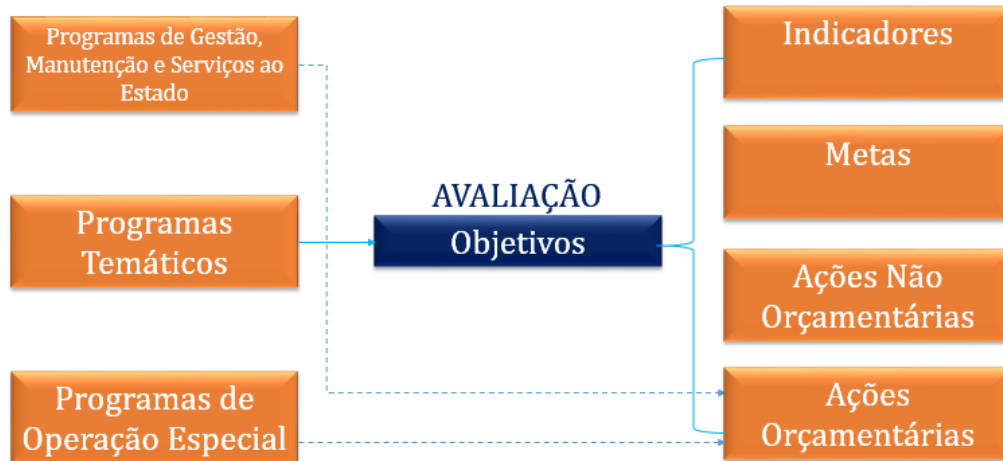 Programas de Gestão,
Manutenção e Serviços ao
Estado
Programas
Temáticos
Programas de
Operação Especial
AVALIAÇÃO
Objetivos
Indicadores
Metas
Ações Não
Orçamentárias
Ações
Orçamentárias